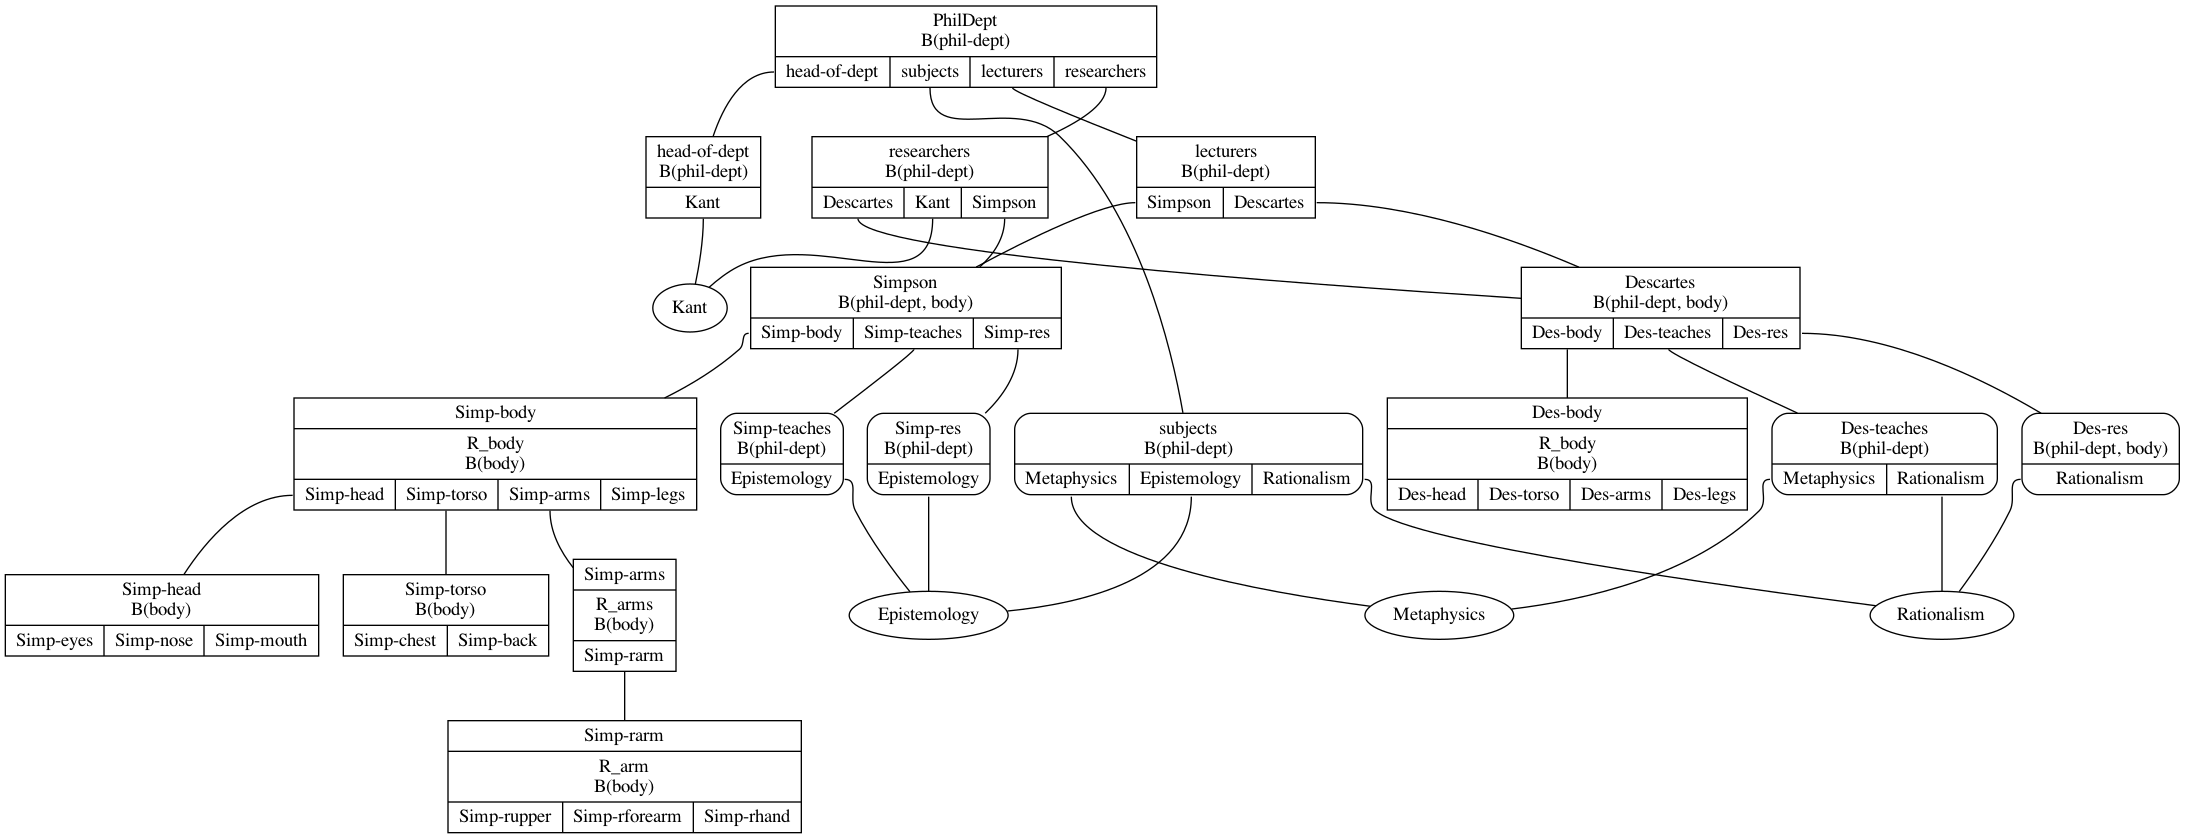 PhilDept
B(phil-dept)
head-of-dept subjects lecturers researchers
head-of-dept
B(phil-dept)
Kant
researchers
B(phil-dept)
Descartes Kant Simpson
lecturers
B(phil-dept)
Simpson Descartes
Kant
Simpson
B(phil-dept, body)
Simp-body Simp-teaches Simp-res
Descartes
B(phil-dept, body)
Des-body Des-teaches Des-res
Simp-body
R_body
B(body)
Simp-head Simp-torso Simp-arms Simp-legs
Simp-teaches
B(phil-dept)
Epistemology
Simp-res
B(phil-dept)
Epistemology
subjects
B(phil-dept)
Metaphysics Epistemology Rationalism
Des-body
R_body
B(body)
Des-head Des-torso Des-arms Des-legs
Des-teaches
B(phil-dept)
Metaphysics Rationalism
Des-res
B(phil-dept, body)
Rationalism
Simp-head
B(body)
Simp-eyes Simp-nose Simp-mouth
Simp-torso
B(body)
Simp-chest Simp-back
Simp-arms
R_arms
B(body)
Simp-rarm
Epistemology
Metaphysics
Rationalism
Simp-rarm
R_arm
B(body)
Simp-rupper Simp-rforearm Simp-rhand